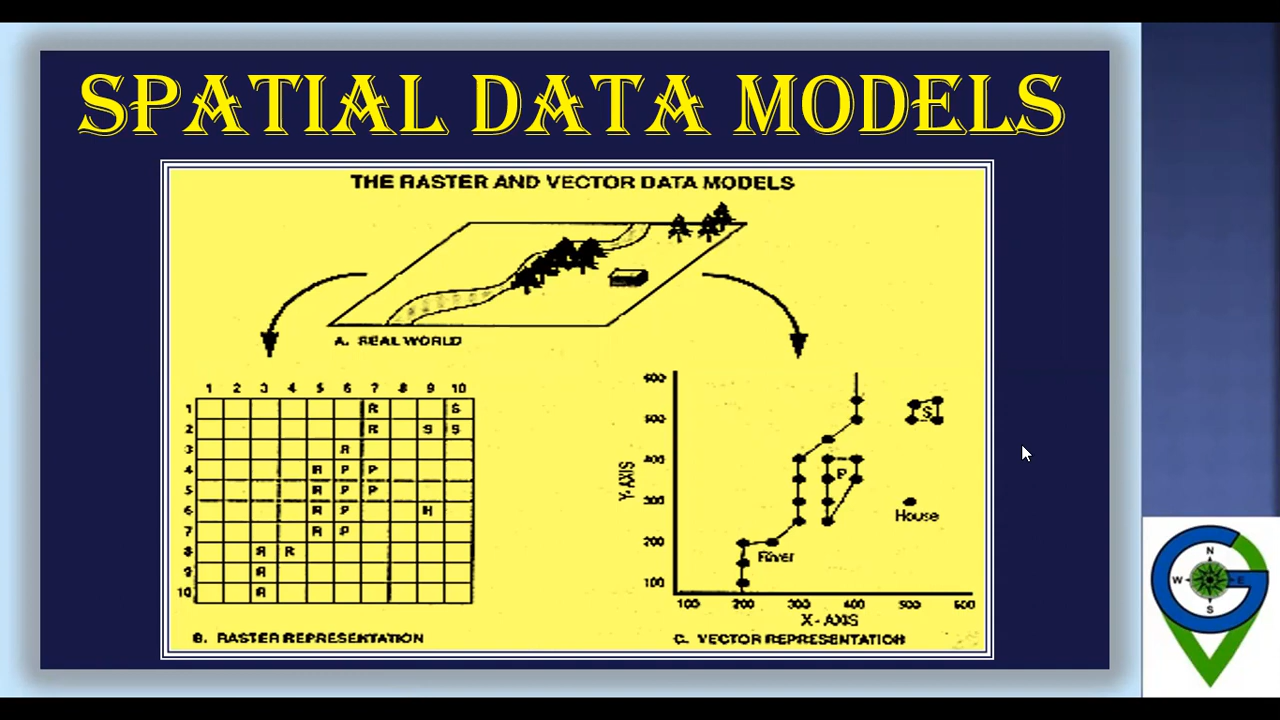 SPATIAL DATA MODELS
THE RASTER AND VECTOR DATA MODELS
A. REAL WORLD
1 2 3 4 5 6 7 8 9 10
1 R S
2 R S S
3 R
4 R P P
5 R P P
6 R P H
7 R P
8 R R
9 R
10 R
B. RASTER REPRESENTATION
600
500 S
400
P
300
House
200
River
100
Y-AXIS
100 200 300 400 500 600
X-AXIS
C. VECTOR REPRESENTATION
N
W E
S